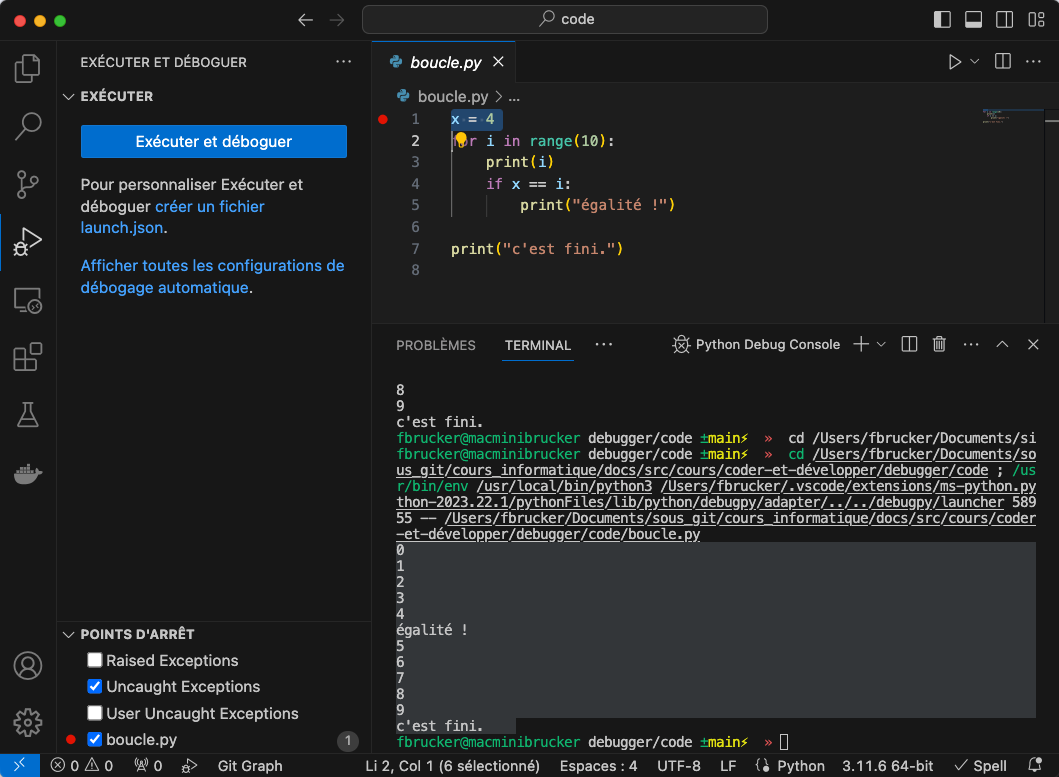 code
EXÉCUTER ET DÉBOGUER
EXÉCUTER
Exécuter et déboguer
Pour personnaliser Exécuter et
déboguer créer un fichier
launch.json.
Afficher toutes les configurations de
débogage automatique.
POINTS D'ARRÊT
Raised Exceptions
Uncaught Exceptions
User Uncaught Exceptions
boucle.py 1
boucle.py
boucle.py > ...
1 x = 4
2 for i in range(10):
3 print(i)
4 if x == i:
5 print("égalité !")
6
7 print("c'est fini.")
8
PROBLÈMES TERMINAL ... Python Debug Console
8
9
c'est fini.
fbrucker@macminibrucker debugger/code ±main⚡ » cd /Users/fbrucker/Documents/si
fbrucker@macminibrucker debugger/code ±main⚡ » cd /Users/fbrucker/Documents/so
us_git/cours_informatique/docs/src/cours/coder-et-développer/debugger/code ; /us
r/bin/env /usr/local/bin/python3 /Users/fbrucker/.vscode/extensions/ms-python.py
thon-2023.22.1/pythonFiles/lib/python/debugpy/adapter/../../debugpy/launcher 589
55 -- /Users/fbrucker/Documents/sous_git/cours_informatique/docs/src/cours/coder
-et-développer/debugger/code/boucle.py
0
1
2
3
4
égalité !
5
6
7
8
9
c'est fini.
fbrucker@macminibrucker debugger/code ±main⚡ »
0 0 0 Git Graph Li 2, Col 1 (6 sélectionné) Espaces : 4 UTF-8 LF Python 3.11.6 64-bit Spell